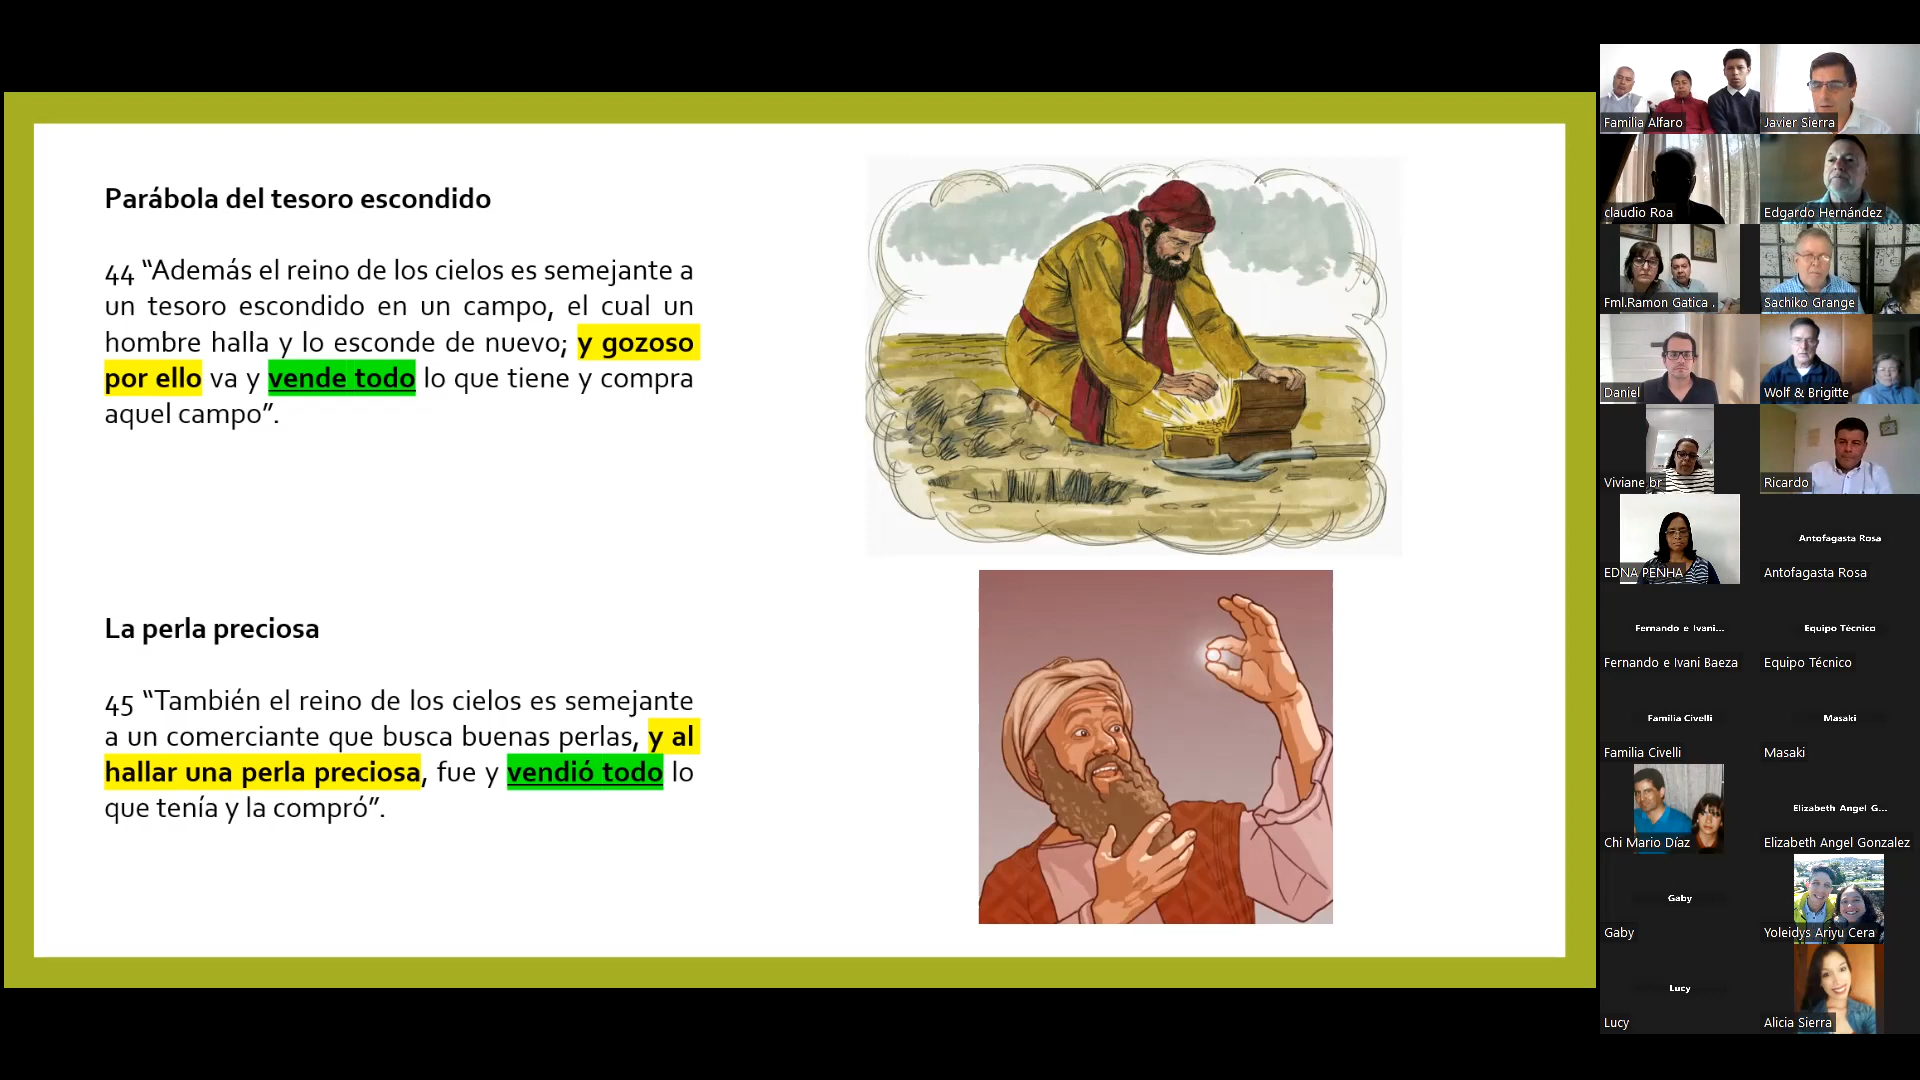 Parábola del tesoro escondido
44 “Además el reino de los cielos es semejante a
un tesoro escondido en un campo, el cual un
hombre halla y lo esconde de nuevo; y gozoso
por ello va y vende todo lo que tiene y compra
aquel campo”.
La perla preciosa
45 “También el reino de los cielos es semejante
a un comerciante que busca buenas perlas, y al
hallar una perla preciosa, fue y vendió todo lo
que tenía y la compró”.
Familia Alfaro
Javier Sierra
claudio Roa
Edgardo Hernández
Fml.Ramon Gatica .
Sachiko Grange
Daniel
Wolf & Brigitte
Viviane br
Ricardo
EDNA PENHA
Antofagasta Rosa
Antofagasta Rosa
Fernando e Ivani...
Fernando e Ivani Baeza
Equipo Técnico
Equipo Técnico
Familia Civelli
Familia Civelli
Masaki
Masaki
Chi Mario Díaz
Elizabeth Angel G...
Elizabeth Angel Gonzalez
Gaby
Gaby
Yoleidys Ariyu Cera
Lucy
Lucy
Alicia Sierra